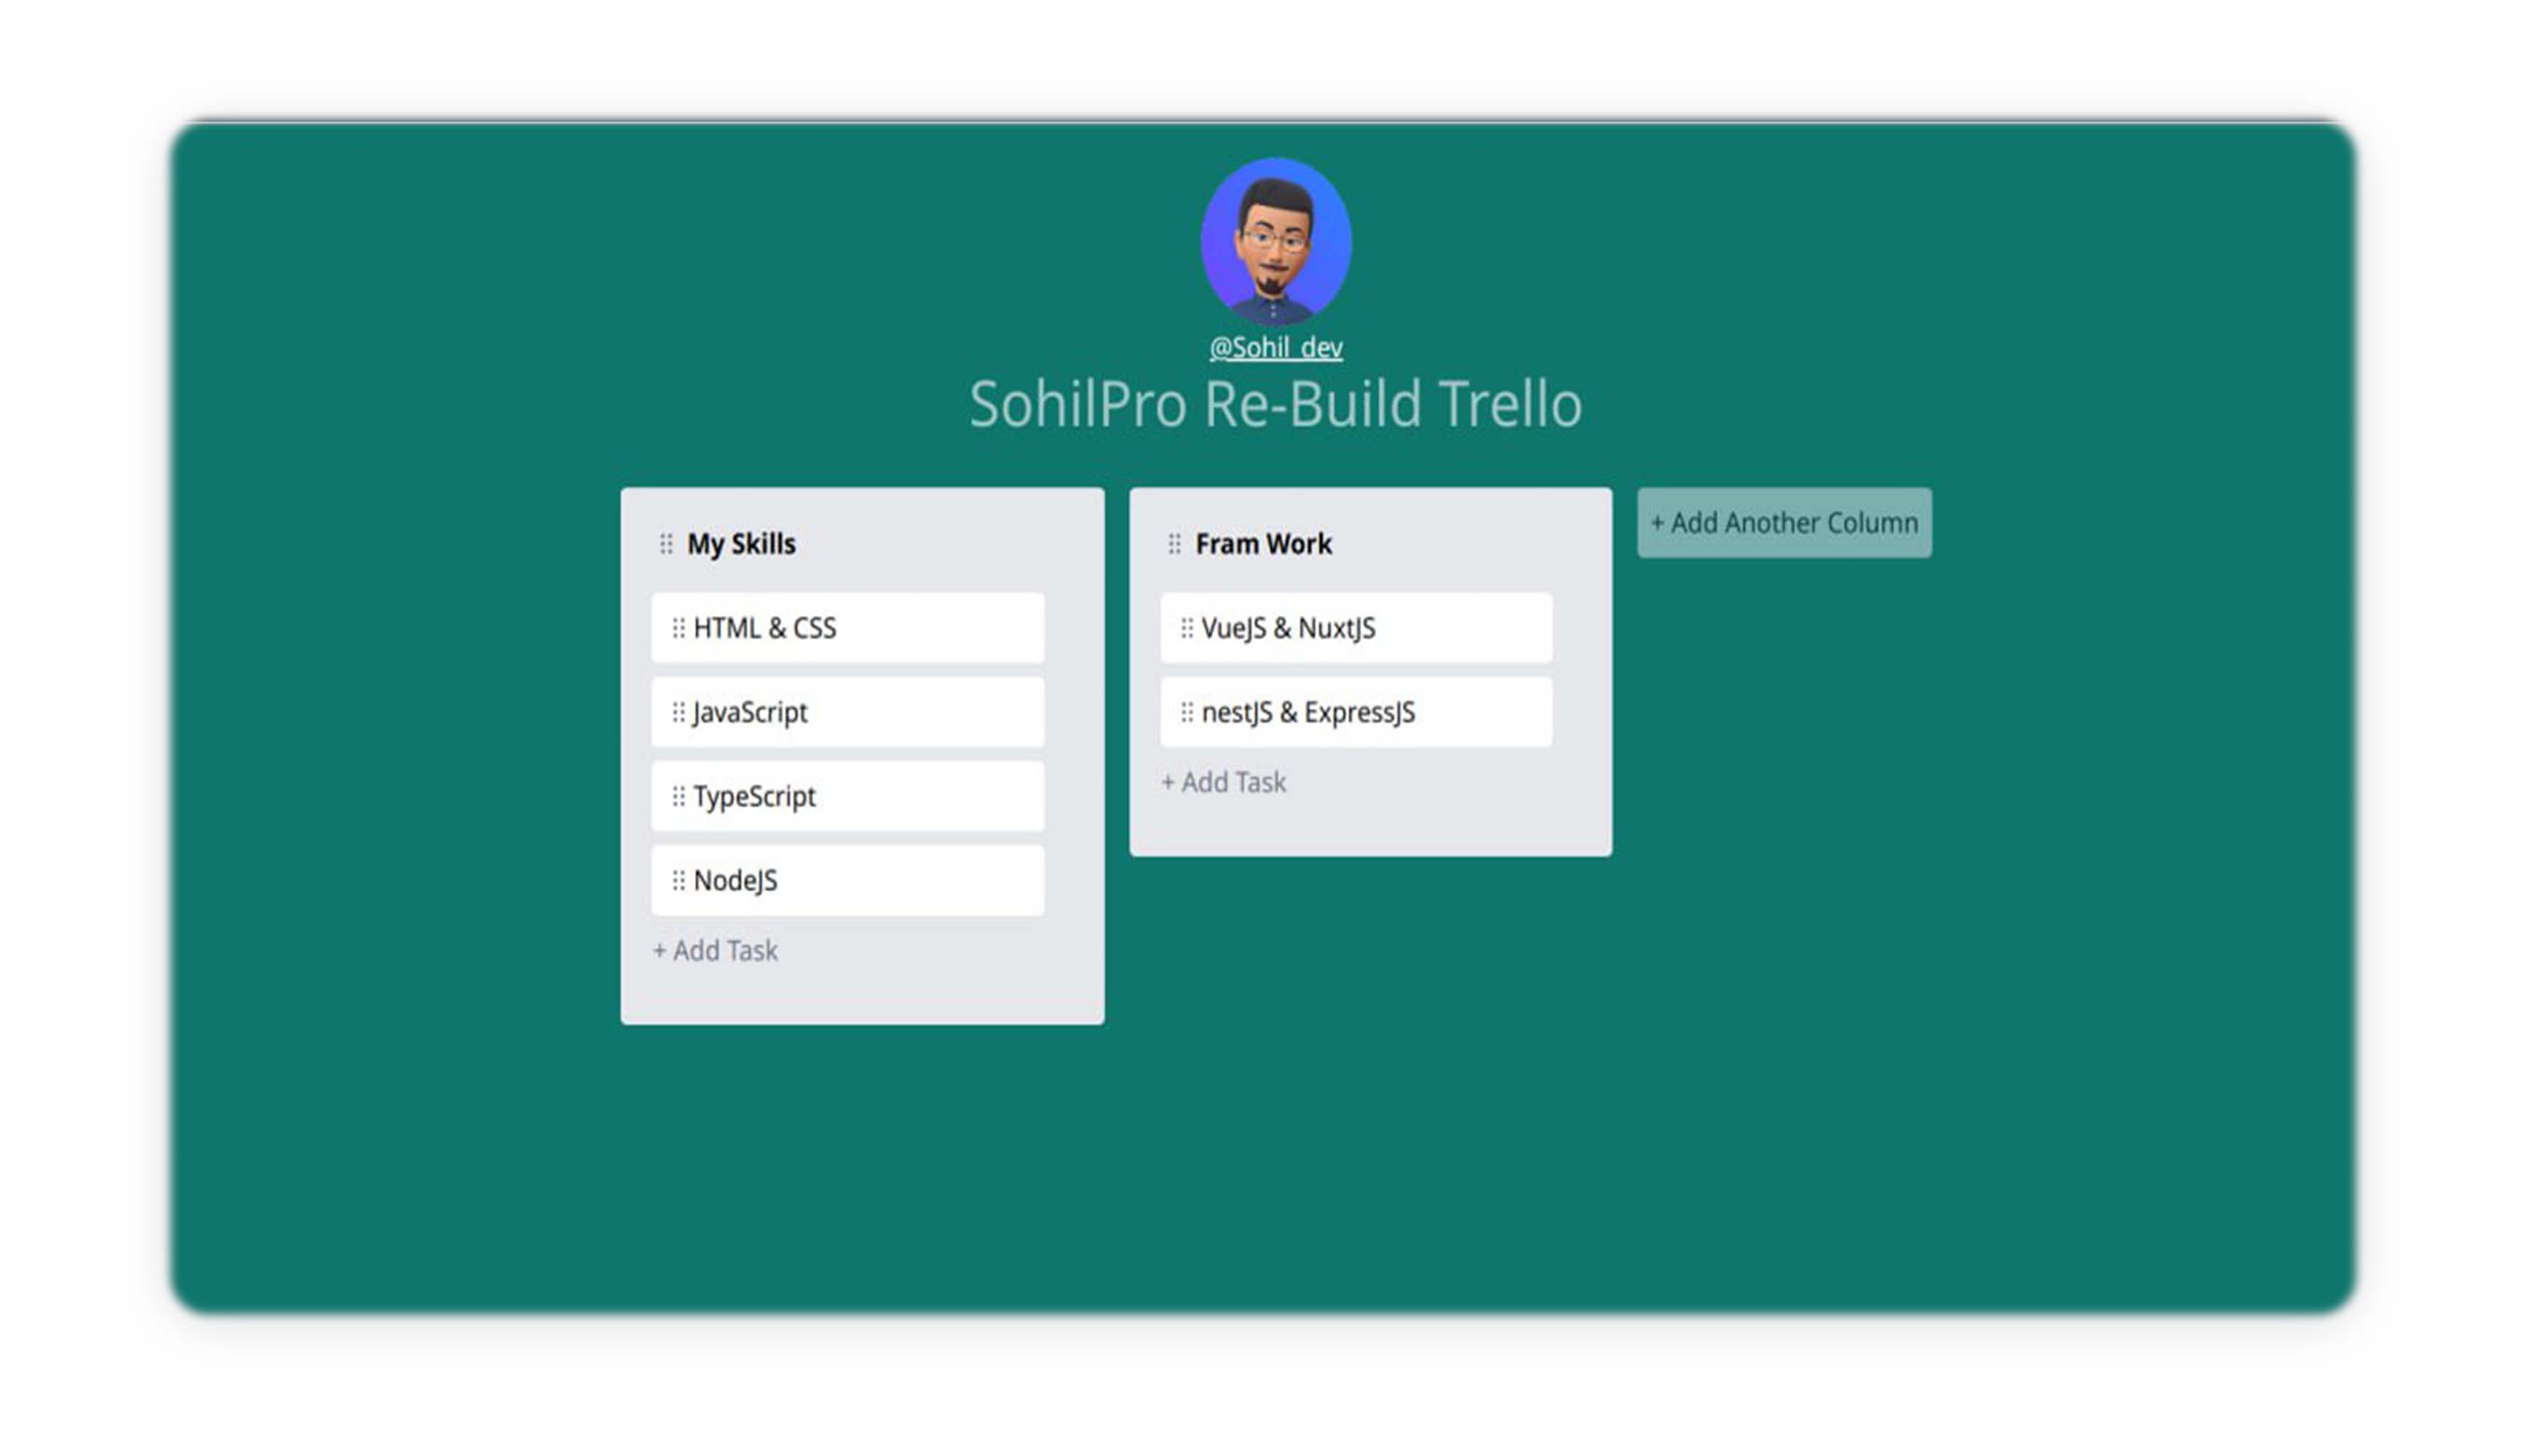 @Sohil_dev
SohilPro Re-Build Trello
My Skills
HTML & CSS
JavaScript
TypeScript
NodeJS
+ Add Task
Fram Work
VueJS & NuxtJS
nestJS & ExpressJS
+ Add Task
+ Add Another Column